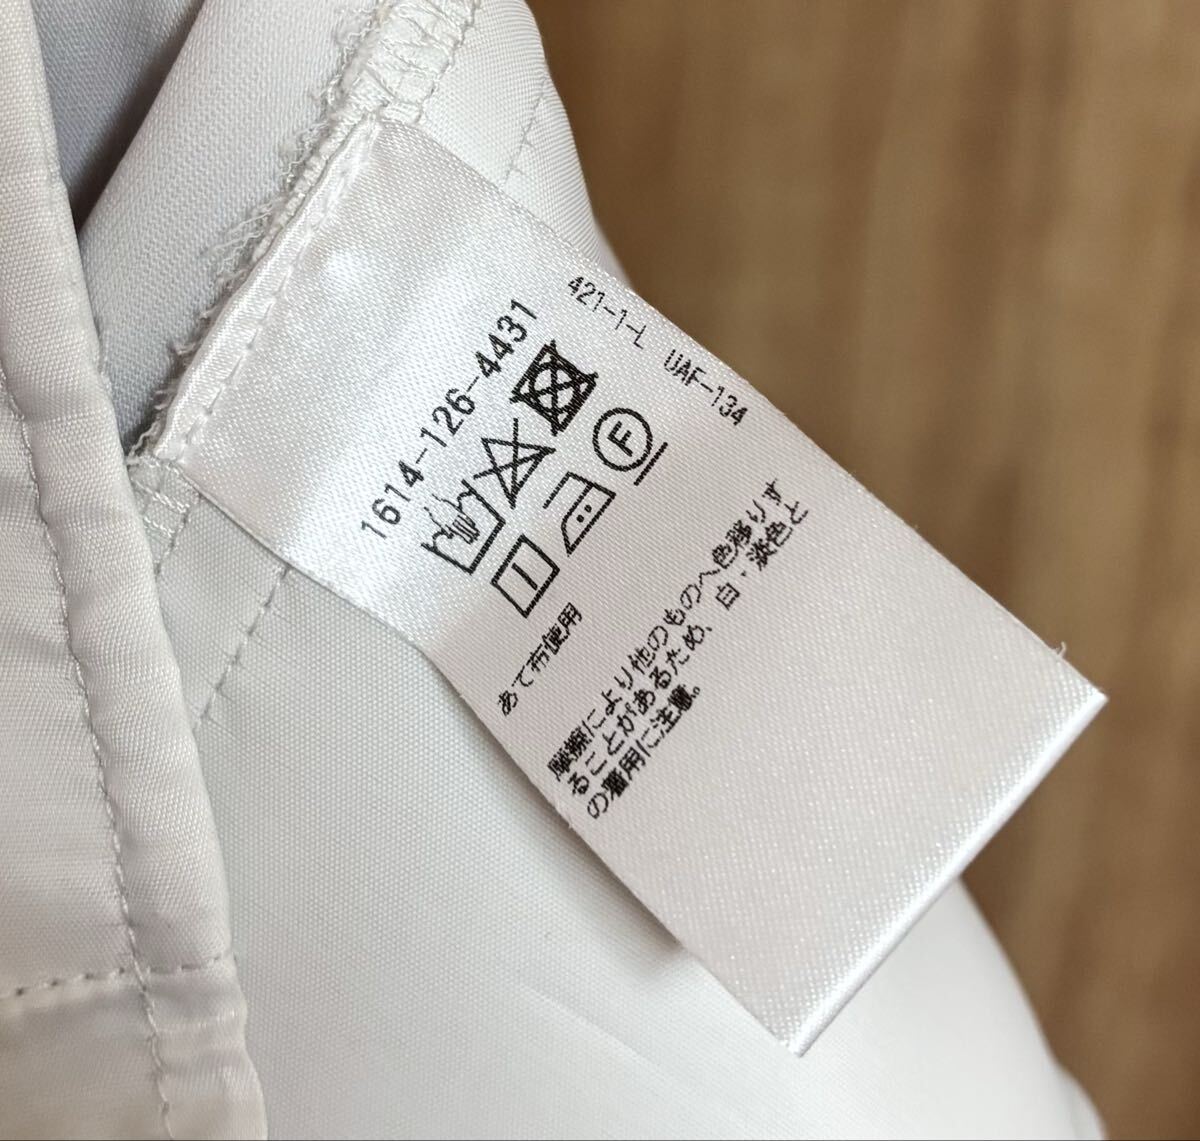 1614-126-4431
421-1-L UAF-134
F
あて布使用
摩擦により他のものへ色移りす
ることがあるため、白・淡色と
の着用に注意。